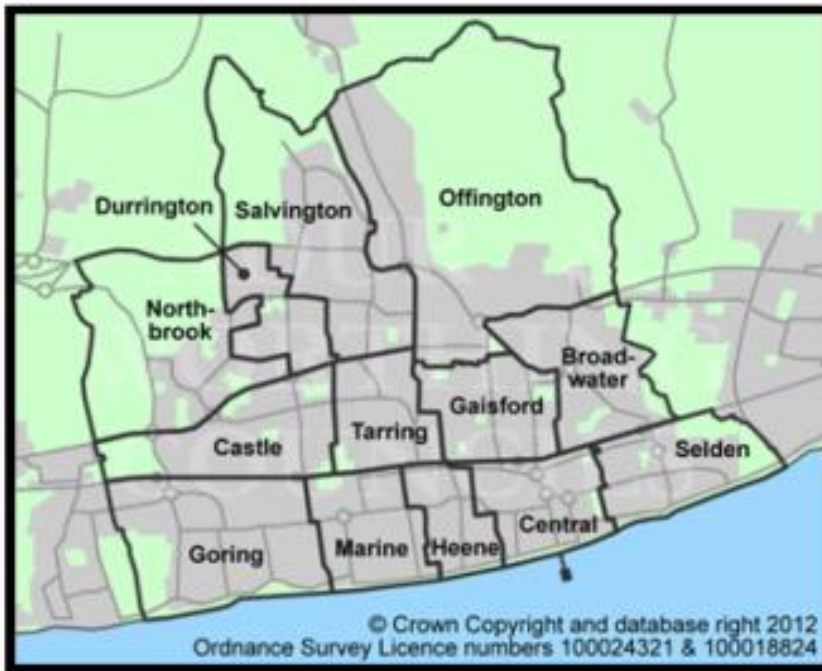 Durrington
Salvington
Offington
North-
brook
Broad-
water
Gaisford
Castle
Tarring
Selden
Goring
Marine
Heene
Central
© Crown Copyright and database right 2012
Ordnance Survey Licence numbers 100024321 & 100018824